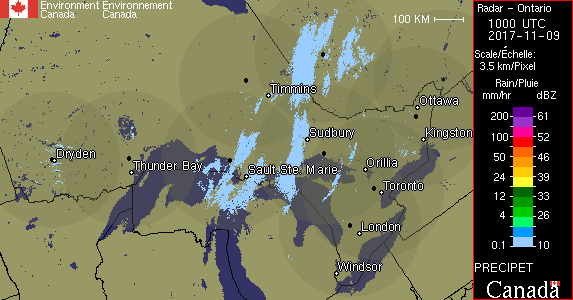 Environment Environnement
Canada Canada
100 KM
Timmins
Ottawa
Sudbury
Kingston
Dryden
Thunder Bay
Sault Ste. Marie
Orillia
Toronto
London
Windsor
Radar - Ontario
1000 UTC
2017-11-09
Scale/Échelle:
3.5 km/Pixel
Rain/Pluie
mm/hr dBZ
200 61
100 57
50 52
24 46
12 39
8 33
4 26
1 20
0.1 10
PRECIPET
Canada